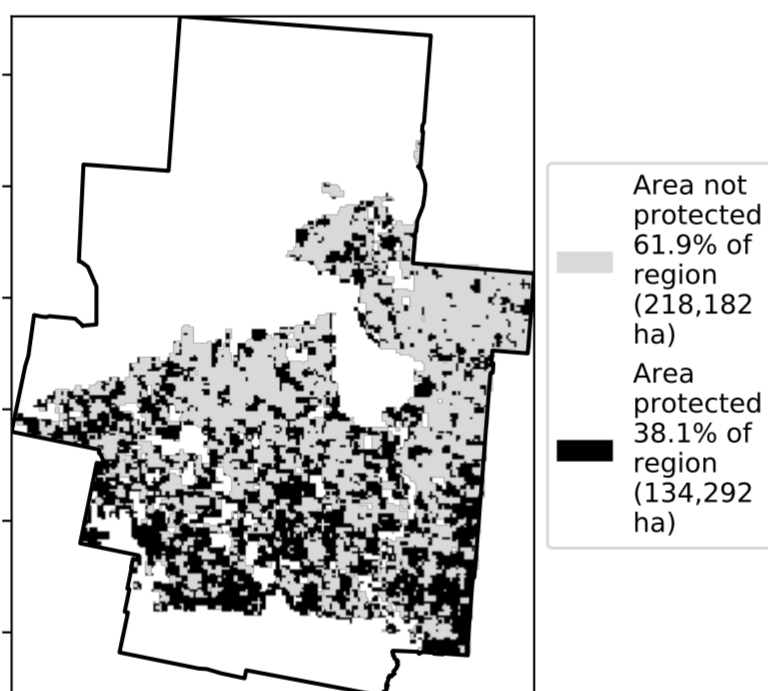 Area not
protected
61.9% of
region
(218,182
ha)
Area
protected
38.1% of
region
(134,292
ha)